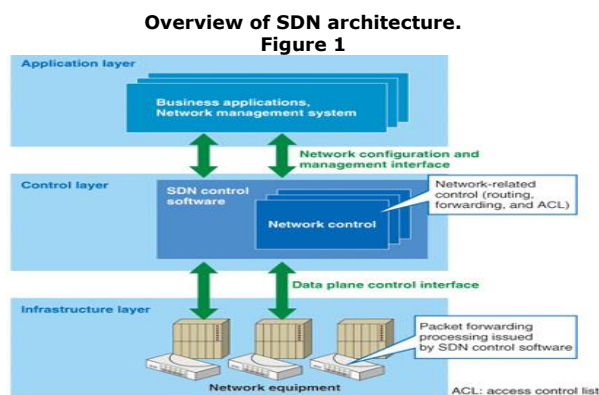 Overview of SDN architecture.
Figure 1
Application layer
Business applications,
Network management system
Network configuration and
management interface
Control layer
SDN control
software
Network control
Network-related
control (routing,
forwarding, and ACL)
Data plane control interface
Infrastructure layer
Packet forwarding
processing issued
by SDN control software
Network equipment
ACL: access control list